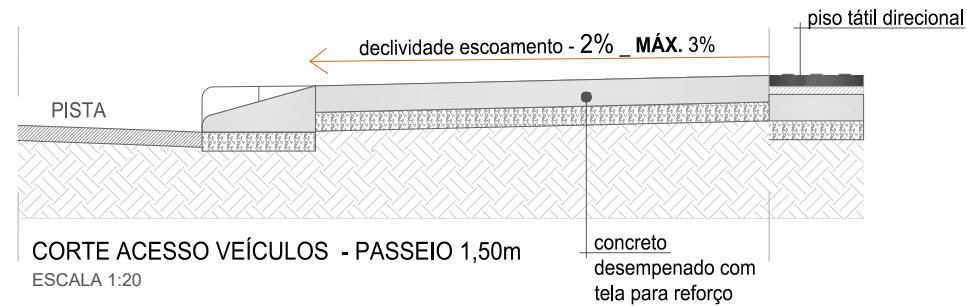 piso tátil direcional
declividade escoamento - 2% _ MÁX. 3%
PISTA
CORTE ACESSO VEÍCULOS - PASSEIO 1,50m
ESCALA 1:20
concreto
desempenado com
tela para reforço